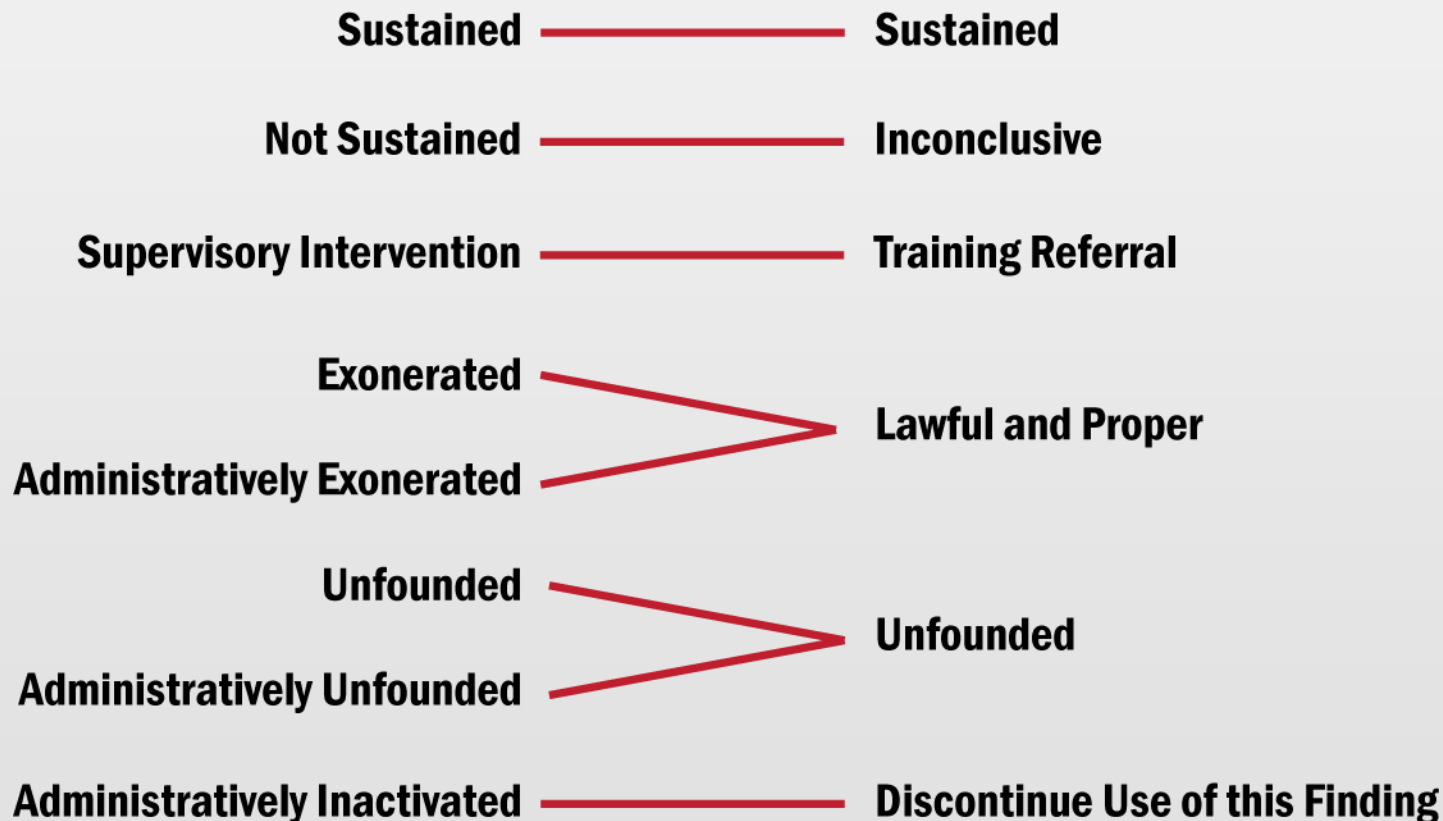 Sustained Sustained
Not Sustained Inconclusive
Supervisory Intervention Training Referral
Exonerated
Lawful and Proper
Administratively Exonerated
Unfounded
Unfounded
Administratively Unfounded
Administratively Inactivated Discontinue Use of this Finding